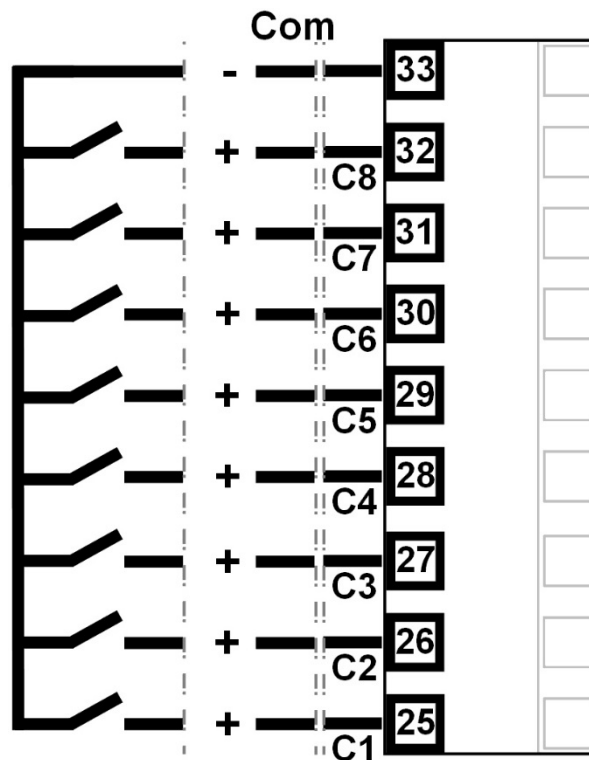 Com
- 33
+ C8 32
+ C7 31
+ C6 30
+ C5 29
+ C4 28
+ C3 27
+ C2 26
+ C1 25